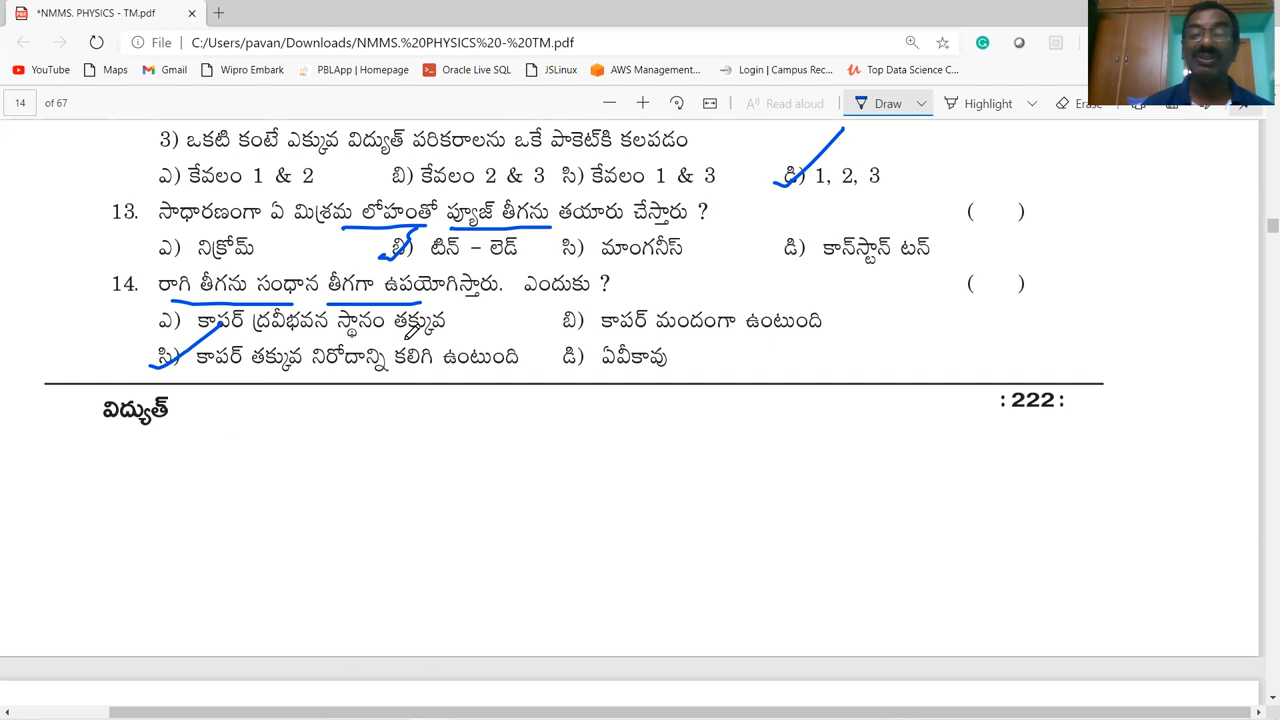 *NMMS. PHYSICS - TM.pdf
File C:/Users/pavan/Downloads/NMMS.%20PHYSICS%20-%20TM.pdf
YouTube Maps Gmail Wipro Embark PBLApp | Homepage Oracle Live SQL JSLinux AWS Management... Login | Campus Rec... Top Data Science C...
14 of 67 Read aloud Draw Highlight Erase
3) ఒకటి కంటే ఎక్కువ విద్యుత్ పరికరాలను ఒకే పాకెట్‌కి కలపడం
ఎ) కేవలం 1 & 2 బి) కేవలం 2 & 3 సి) కేవలం 1 & 3 డి) 1, 2, 3
13. సాధారణంగా ఏ మిశ్రమ లోహంతో ప్యూజ్ తీగను తయారు చేస్తారు ? ( )
ఎ) నిక్రోమ్ బి) టిన్ – లెడ్ సి) మాంగనీస్ డి) కాన్‌స్టాన్ టన్
14. రాగి తీగను సంధాన తీగగా ఉపయోగిస్తారు. ఎందుకు ? ( )
ఎ) కాపర్ ద్రవీభవన స్థానం తక్కువ బి) కాపర్ మందంగా ఉంటుంది
సి) కాపర్ తక్కువ నిరోదాన్ని కలిగి ఉంటుంది డి) ఏవీకావు
విద్యుత్ :222: